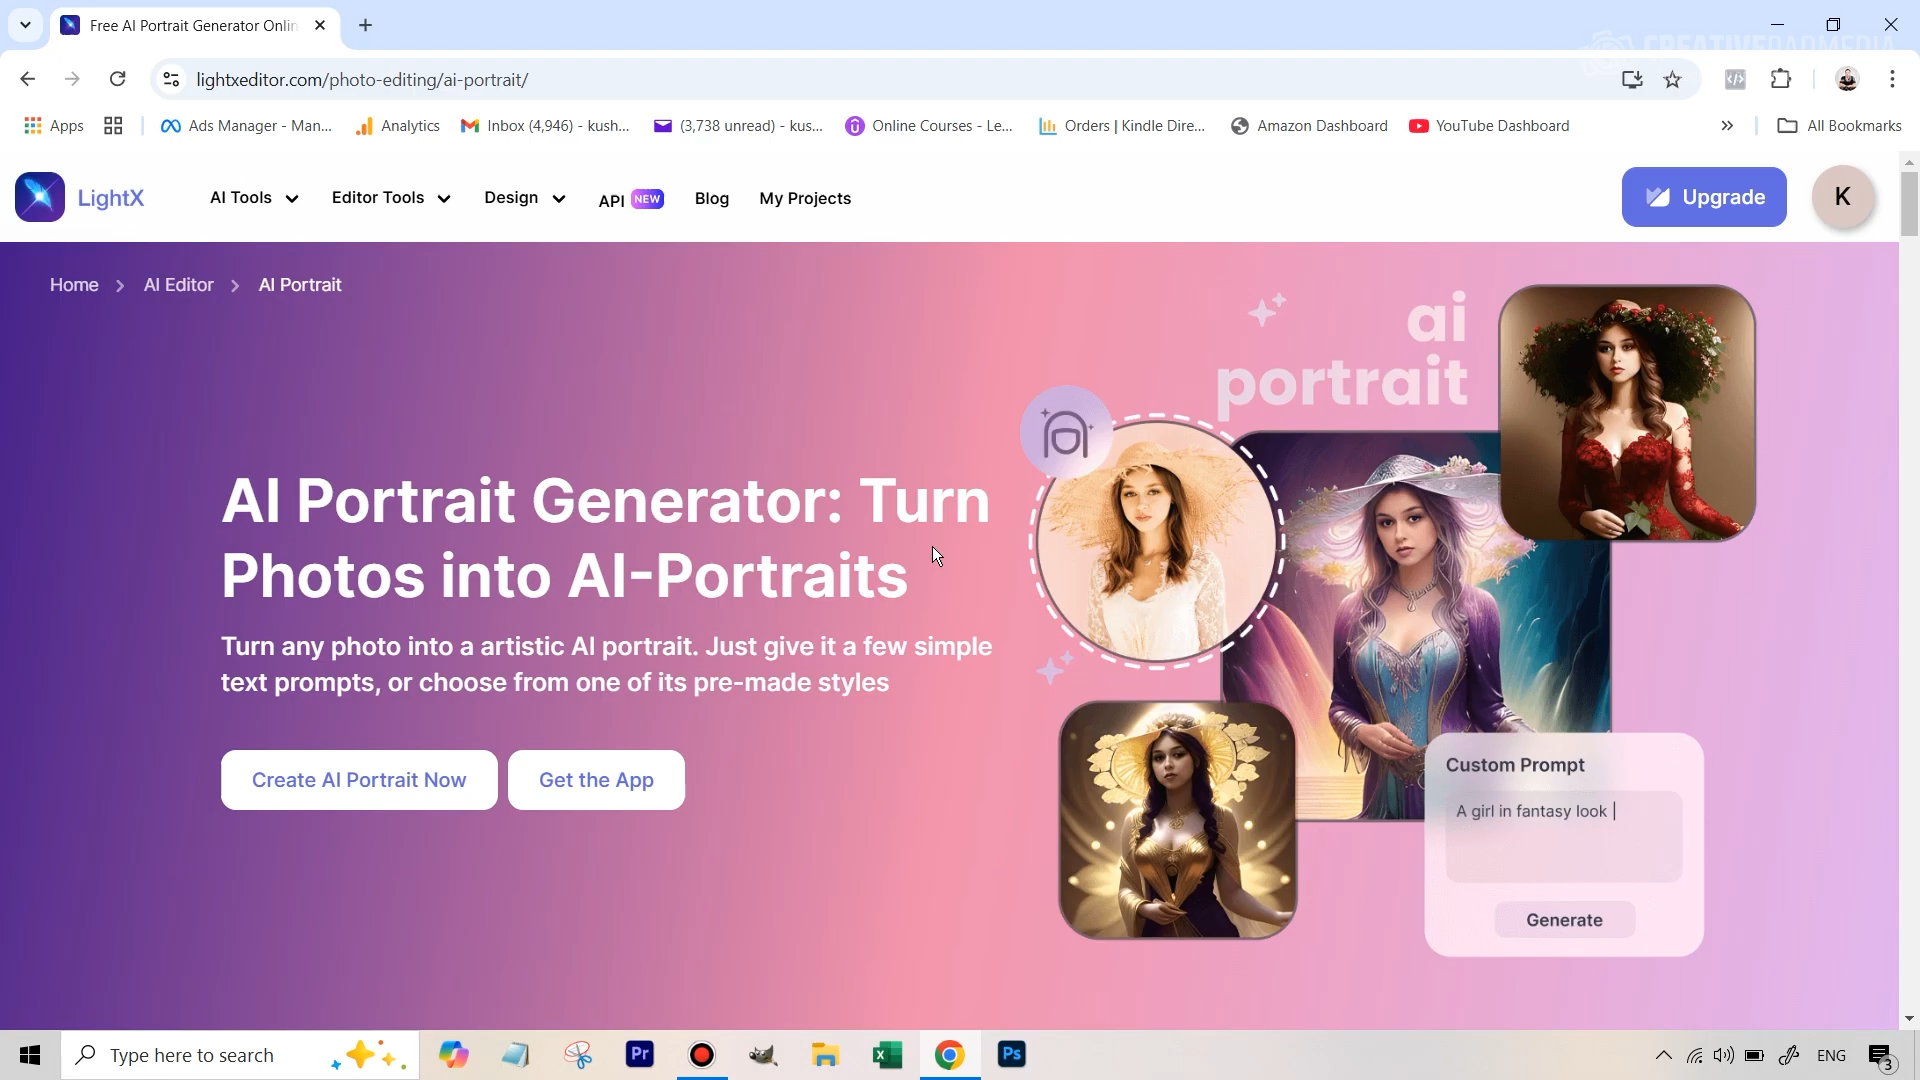 Free AI Portrait Generator Onlin
CREATIVEDADMEDIA
lightxeditor.com/photo-editing/ai-portrait/
Apps
Ads Manager - Man...
Analytics
Inbox (4,946) - kush...
(3,738 unread) - kus...
Online Courses - Le...
Orders | Kindle Dire...
Amazon Dashboard
YouTube Dashboard
All Bookmarks
LightX
AI Tools
Editor Tools
Design
API NEW
Blog
My Projects
Upgrade
K
Home > AI Editor > AI Portrait
ai
portrait
AI Portrait Generator: Turn
Photos into AI-Portraits
Turn any photo into a artistic AI portrait. Just give it a few simple
text prompts, or choose from one of its pre-made styles
Create AI Portrait Now
Get the App
Custom Prompt
A girl in fantasy look |
Generate
Type here to search
Pr
Ps
ENG
3